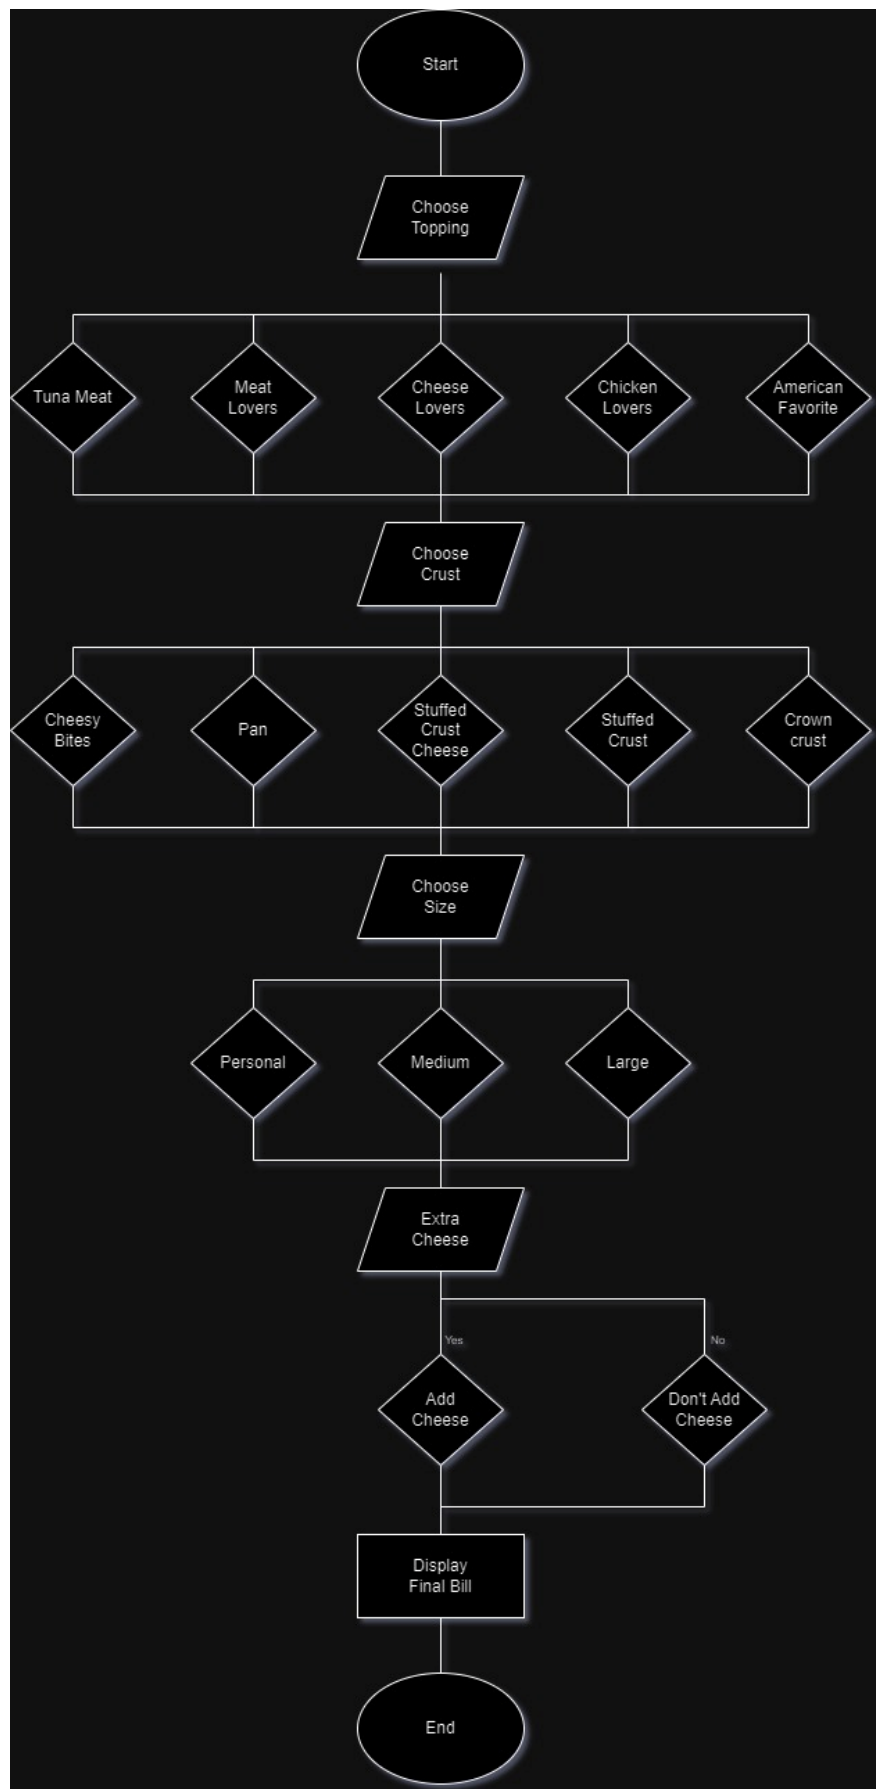 Start
Choose
Topping
Tuna Meat
Meat
Lovers
Cheese
Lovers
Chicken
Lovers
American
Favorite
Choose
Crust
Cheesy
Bites
Pan
Stuffed
Crust
Cheese
Stuffed
Crust
Crown
crust
Choose
Size
Personal
Medium
Large
Extra
Cheese
Yes
No
Add
Cheese
Don't Add
Cheese
Display
Final Bill
End